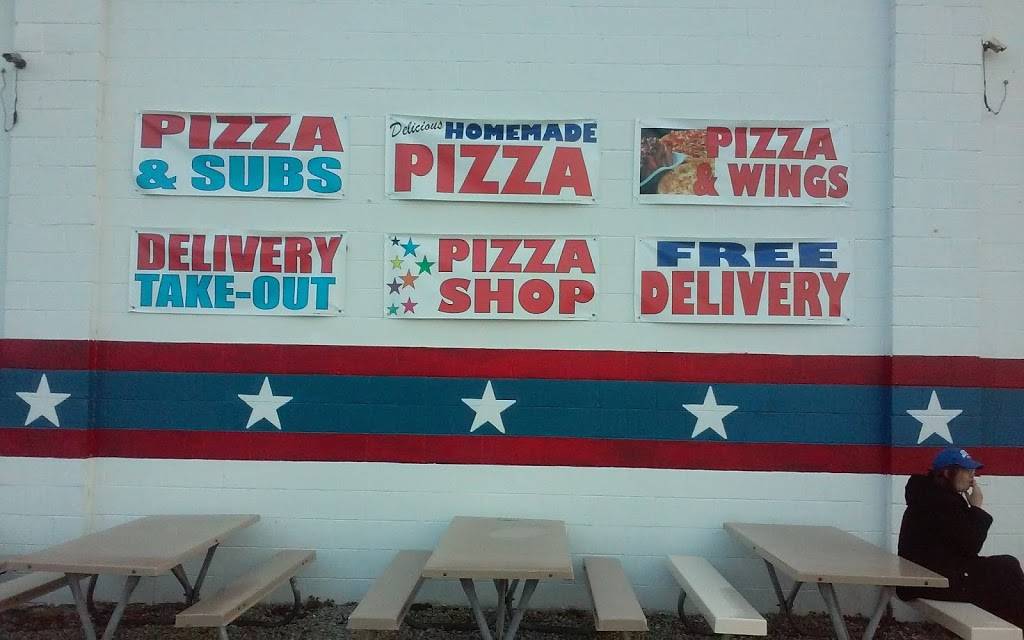 PIZZA
& SUBS
Delicious HOMEMADE
PIZZA
PIZZA
& WINGS
DELIVERY
TAKE-OUT
PIZZA
SHOP
FREE
DELIVERY